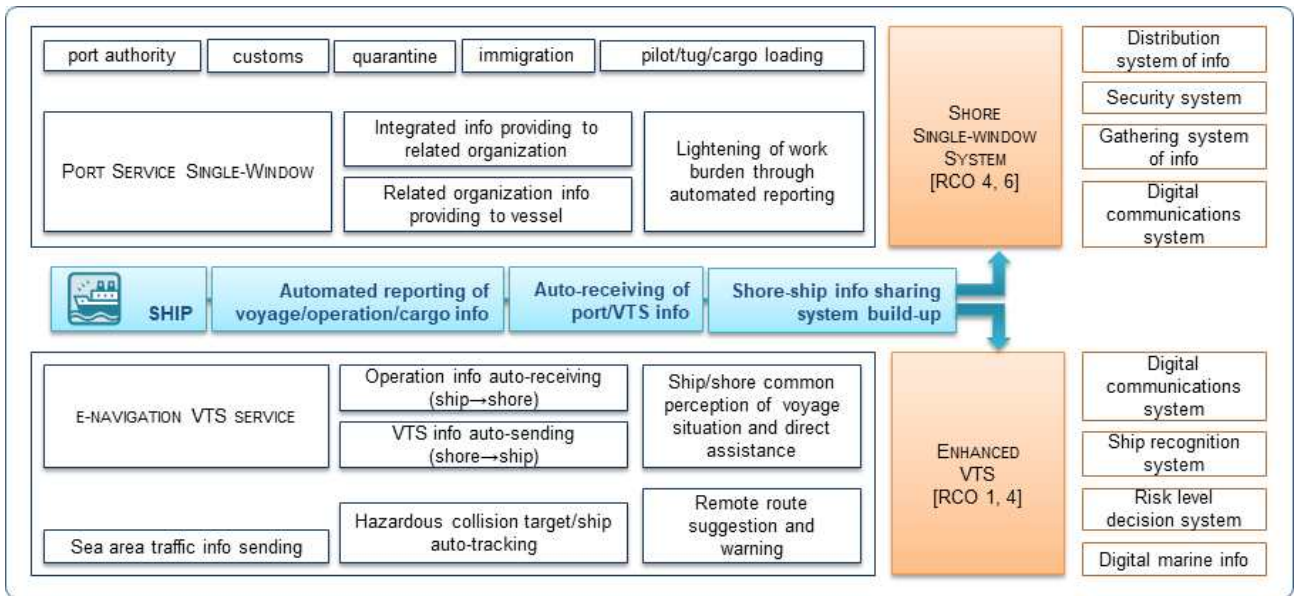 port authority
customs
quarantine
immigration
pilot/tug/cargo loading
PORT SERVICE SINGLE-WINDOW
Integrated info providing to
related organization
Related organization info
providing to vessel
Lightening of work
burden through
automated reporting
SHORE
SINGLE-WINDOW
SYSTEM
[RCO 4, 6]
Distribution
system of info
Security system
Gathering system
of info
Digital
communications
system
SHIP
Automated reporting of
voyage/operation/cargo info
Auto-receiving of
port/VTS info
Shore-ship info sharing
system build-up
E-NAVIGATION VTS SERVICE
Operation info auto-receiving
(ship→shore)
VTS info auto-sending
(shore→ship)
Ship/shore common
perception of voyage
situation and direct
assistance
Sea area traffic info sending
Hazardous collision target/ship
auto-tracking
Remote route
suggestion and
warning
ENHANCED
VTS
[RCO 1, 4]
Digital
communications
system
Ship recognition
system
Risk level
decision system
Digital marine info